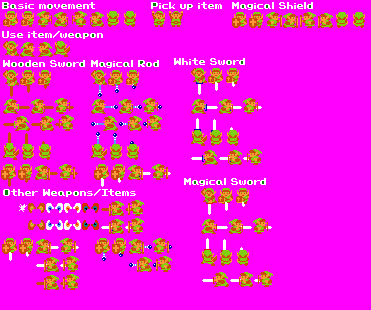 Basic movement
Pick up item
Magical Shield
Use item/weapon
Wooden Sword
Magical Rod
White Sword
Magical Sword
Other Weapons/Items